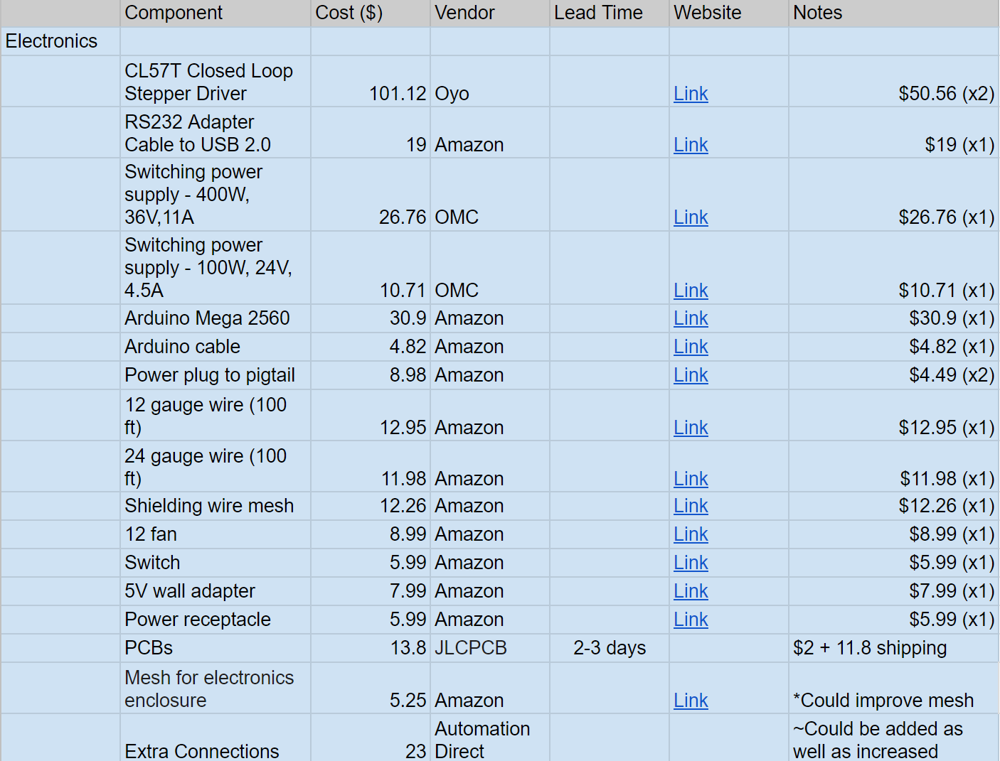 Component Cost ($) Vendor Lead Time Website Notes
Electronics
CL57T Closed Loop
Stepper Driver 101.12 Oyo Link $50.56 (x2)
RS232 Adapter
Cable to USB 2.0 19 Amazon Link $19 (x1)
Switching power
supply - 400W,
36V,11A 26.76 OMC Link $26.76 (x1)
Switching power
supply - 100W, 24V,
4.5A 10.71 OMC Link $10.71 (x1)
Arduino Mega 2560 30.9 Amazon Link $30.9 (x1)
Arduino cable 4.82 Amazon Link $4.82 (x1)
Power plug to pigtail 8.98 Amazon Link $4.49 (x2)
12 gauge wire (100
ft) 12.95 Amazon Link $12.95 (x1)
24 gauge wire (100
ft) 11.98 Amazon Link $11.98 (x1)
Shielding wire mesh 12.26 Amazon Link $12.26 (x1)
12 fan 8.99 Amazon Link $8.99 (x1)
Switch 5.99 Amazon Link $5.99 (x1)
5V wall adapter 7.99 Amazon Link $7.99 (x1)
Power receptacle 5.99 Amazon Link $5.99 (x1)
PCBs 13.8 JLCPCB 2-3 days $2 + 11.8 shipping
Mesh for electronics
enclosure 5.25 Amazon Link *Could improve mesh
Automation ~Could be added as
Extra Connections 23 Direct well as increased